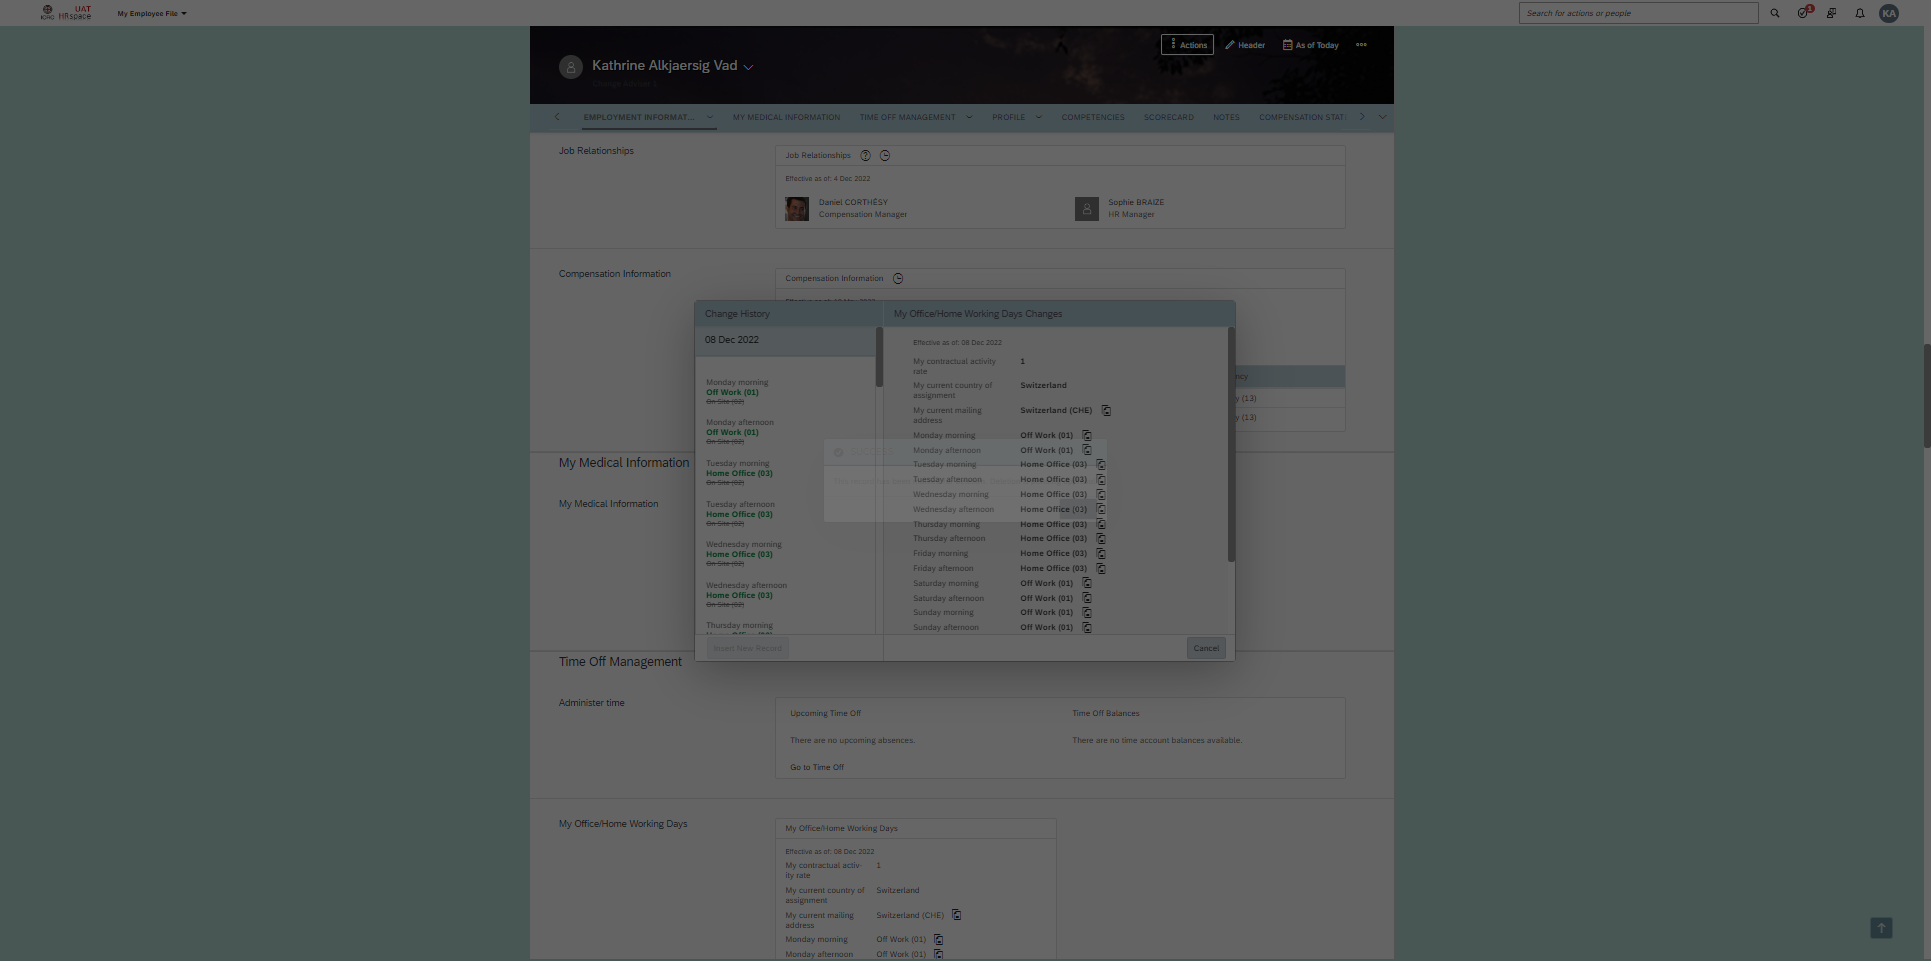 ICRC
UAT
HRspace
My Employee File
Search for actions or people
1
KA
Actions
Header
As of Today
Kathrine Alkjaersig Vad
EMPLOYMENT INFORMAT...
MY MEDICAL INFORMATION
TIME OFF MANAGEMENT
PROFILE
COMPETENCIES
SCORECARD
NOTES
COMPENSATION STAT
Job Relationships
Job Relationships
Effective as of: 4 Dec 2022
Daniel CORTHÉSY
Compensation Manager
Sophie BRAIZE
HR Manager
Compensation Information
Compensation Information
ncy
y (13)
y (13)
My Medical Information
My Medical Information
Change History
08 Dec 2022
Monday morning
Off Work (01)
On Site (02)
Monday afternoon
Off Work (01)
On Site (02)
Tuesday morning
Home Office (03)
On Site (02)
Tuesday afternoon
Home Office (03)
On Site (02)
Wednesday morning
Home Office (03)
On Site (02)
Wednesday afternoon
Home Office (03)
On Site (02)
Thursday morning
Insert New Record
My Office/Home Working Days Changes
Effective as of: 08 Dec 2022
My contractual activity
rate
1
My current country of
assignment
Switzerland
My current mailing
address
Switzerland (CHE)
Monday morning Off Work (01)
Monday afternoon Off Work (01)
Tuesday morning Home Office (03)
Tuesday afternoon Home Office (03)
Wednesday morning Home Office (03)
Wednesday afternoon Home Office (03)
Thursday morning Home Office (03)
Thursday afternoon Home Office (03)
Friday morning Home Office (03)
Friday afternoon Home Office (03)
Saturday morning Off Work (01)
Saturday afternoon Off Work (01)
Sunday morning Off Work (01)
Sunday afternoon Off Work (01)
Cancel
Time Off Management
Administer time
Upcoming Time Off
There are no upcoming absences.
Go to Time Off
Time Off Balances
There are no time account balances available.
My Office/Home Working Days
My Office/Home Working Days
Effective as of: 08 Dec 2022
My contractual activ-
ity rate
1
My current country of
assignment
Switzerland
My current mailing
address
Switzerland (CHE)
Monday morning Off Work (01)
Monday afternoon Off Work (01)